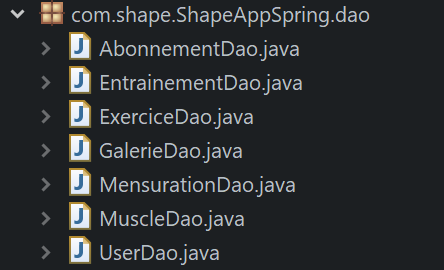 com.shape.ShapeAppSpring.dao
AbonnementDao.java
EntrainementDao.java
ExerciceDao.java
GalerieDao.java
MensurationDao.java
MuscleDao.java
UserDao.java